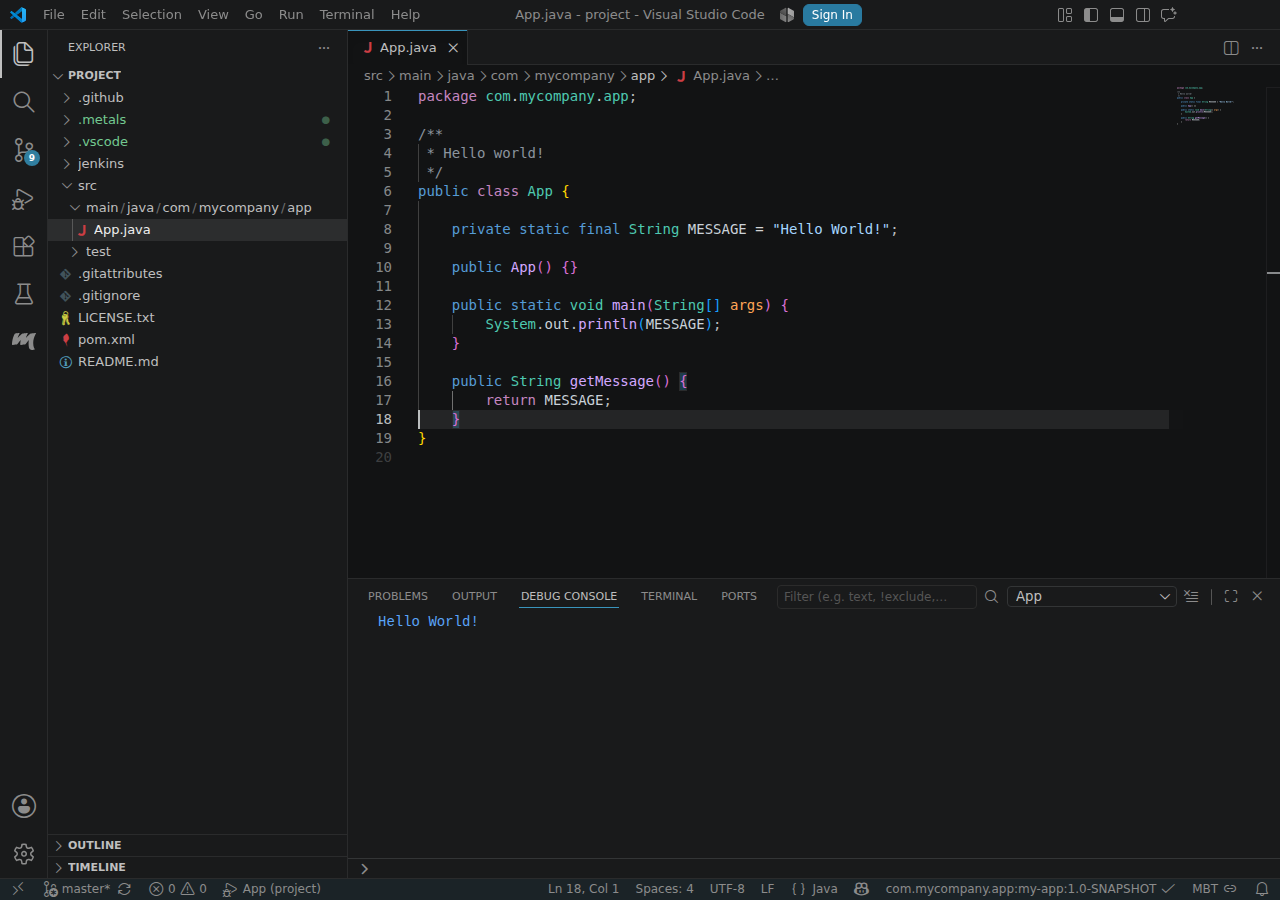 File Edit Selection View Go Run Terminal Help App.java - project - Visual Studio Code Sign In
EXPLORER
PROJECT
.github
.metals
.vscode
jenkins
src
main/java/com/mycompany/app
App.java
test
.gitattributes
.gitignore
LICENSE.txt
pom.xml
README.md
OUTLINE
TIMELINE
9
App.java
src > main > java > com > mycompany > app > App.java > ...
1 package com.mycompany.app;
2
3 /**
4 * Hello world!
5 */
6 public class App {
7
8 private static final String MESSAGE = "Hello World!";
9
10 public App() {}
11
12 public static void main(String[] args) {
13 System.out.println(MESSAGE);
14 }
15
16 public String getMessage() {
17 return MESSAGE;
18 }
19 }
20
PROBLEMS OUTPUT DEBUG CONSOLE TERMINAL PORTS Filter (e.g. text, !exclude,... App
Hello World!
master* 0 0 App (project) Ln 18, Col 1 Spaces: 4 UTF-8 LF { } Java com.mycompany.app:my-app:1.0-SNAPSHOT MBT